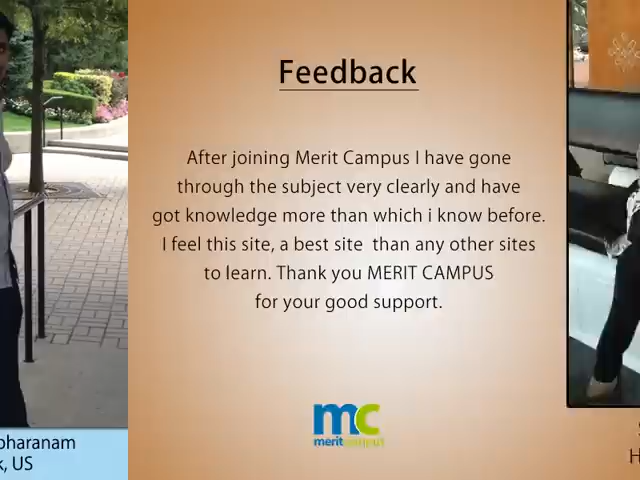 Feedback
After joining Merit Campus I have gone
through the subject very clearly and have
got knowledge more than which i know before.
I feel this site, a best site than any other sites
to learn. Thank you MERIT CAMPUS
for your good support.
mc
meritcampus
US